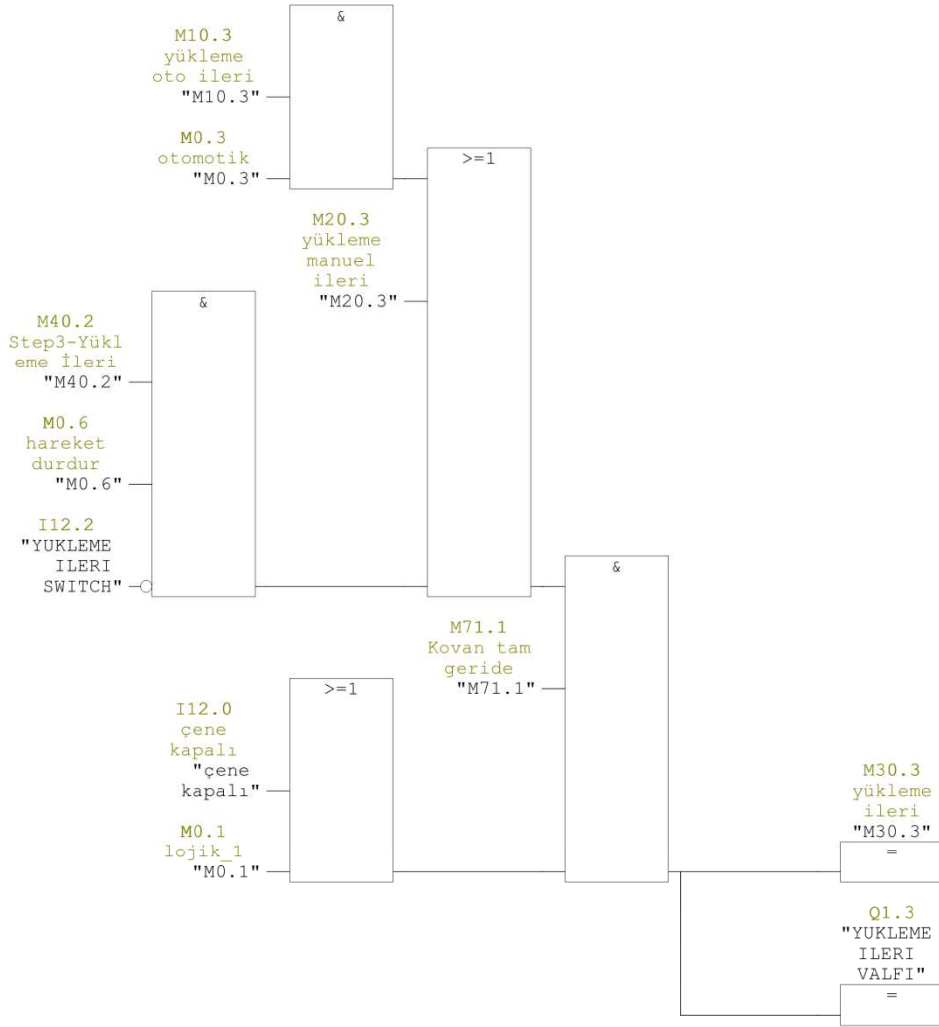 &
M10.3
yükleme
oto ileri
"M10.3"
M0.3
otomotik
"M0.3"
>=1
M20.3
yükleme
manuel
ileri
"M20.3"
&
M40.2
Step3-Yükl
eme İleri
"M40.2"
M0.6
hareket
durdur
"M0.6"
I12.2
"YUKLEME
ILERI
SWITCH"
&
M71.1
Kovan tam
geride
"M71.1"
>=1
I12.0
çene
kapalı
"çene
kapalı"
M0.1
lojik_1
"M0.1"
M30.3
yükleme
ileri
"M30.3"
=
Q1.3
"YUKLEME
ILERI
VALFI"
=